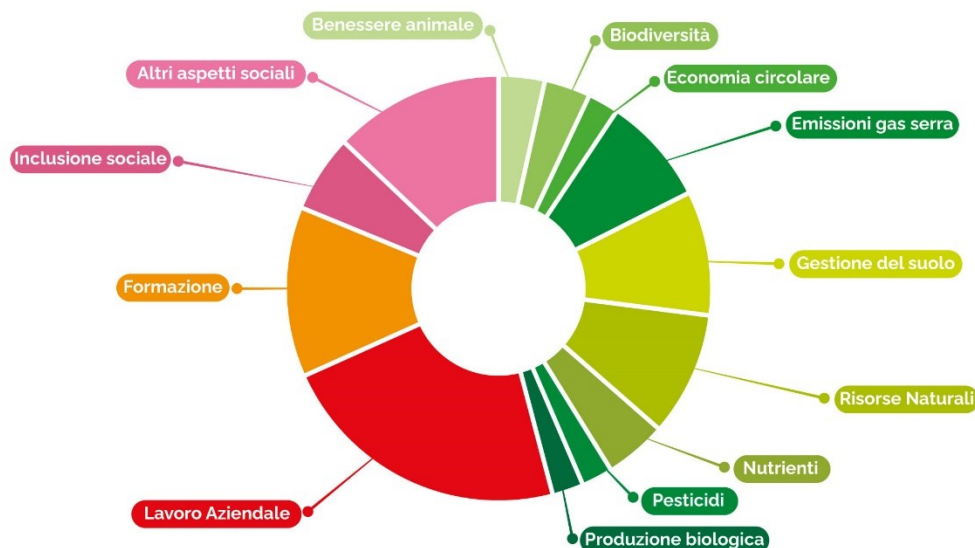 Benessere animale
Biodiversità
Altri aspetti sociali
Economia circolare
Emissioni gas serra
Inclusione sociale
Gestione del suolo
Formazione
Risorse Naturali
Nutrienti
Pesticidi
Lavoro Aziendale
Produzione biologica